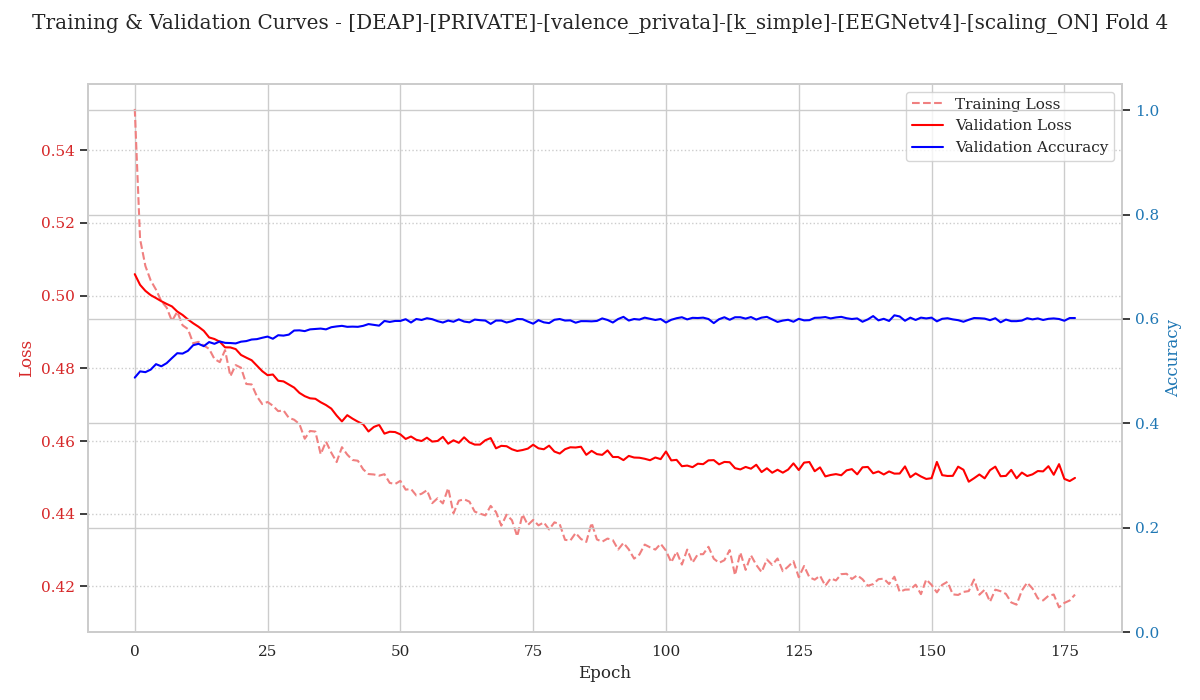 Training & Validation Curves - [DEAP]-[PRIVATE]-[valence_privata]-[k_simple]-[EEGNetv4]-[scaling_ON] Fold 4
Training Loss
Validation Loss
Validation Accuracy
Loss
0.54
0.52
0.50
0.48
0.46
0.44
0.42
1.0
0.8
0.6
0.4
0.2
0.0
Accuracy
0 25 50 75 100 125 150 175
Epoch